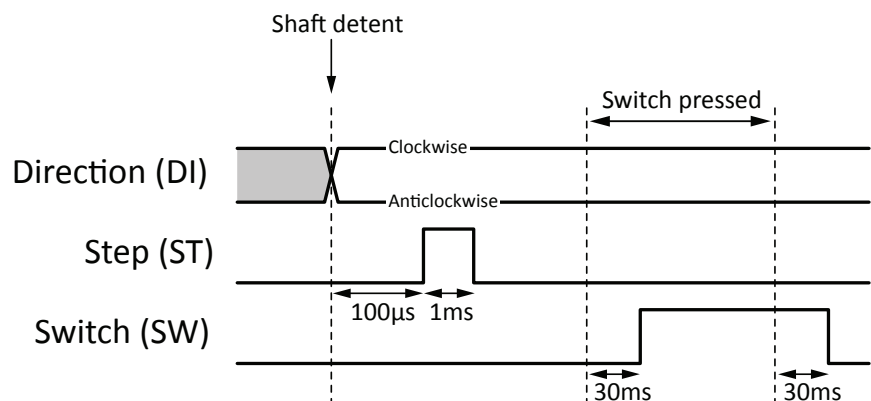 Shaft detent
Switch pressed
Direction (DI)
Clockwise
Anticlockwise
Step (ST)
100µs
1ms
Switch (SW)
30ms
30ms